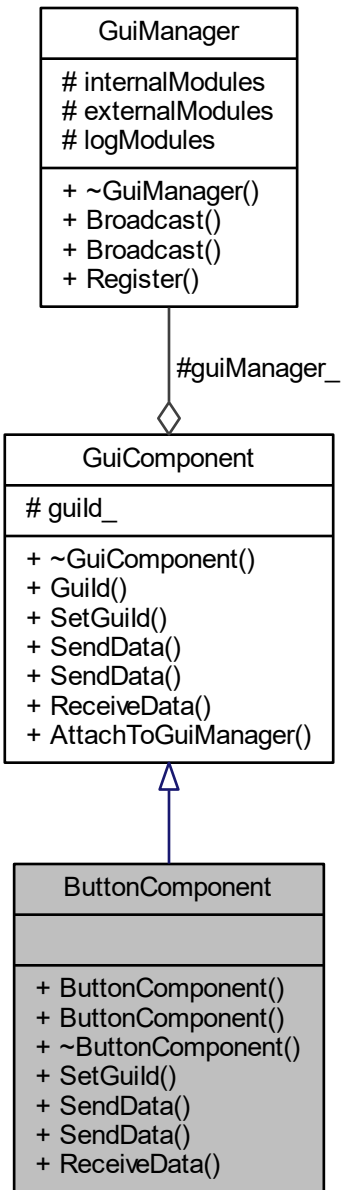 GuiManager
# internalModules
# externalModules
# logModules
+ ~GuiManager()
+ Broadcast()
+ Broadcast()
+ Register()
#guiManager_
GuiComponent
# guiId_
+ ~GuiComponent()
+ GuiId()
+ SetGuiId()
+ SendData()
+ SendData()
+ ReceiveData()
+ AttachToGuiManager()
ButtonComponent
+ ButtonComponent()
+ ButtonComponent()
+ ~ButtonComponent()
+ SetGuiId()
+ SendData()
+ SendData()
+ ReceiveData()